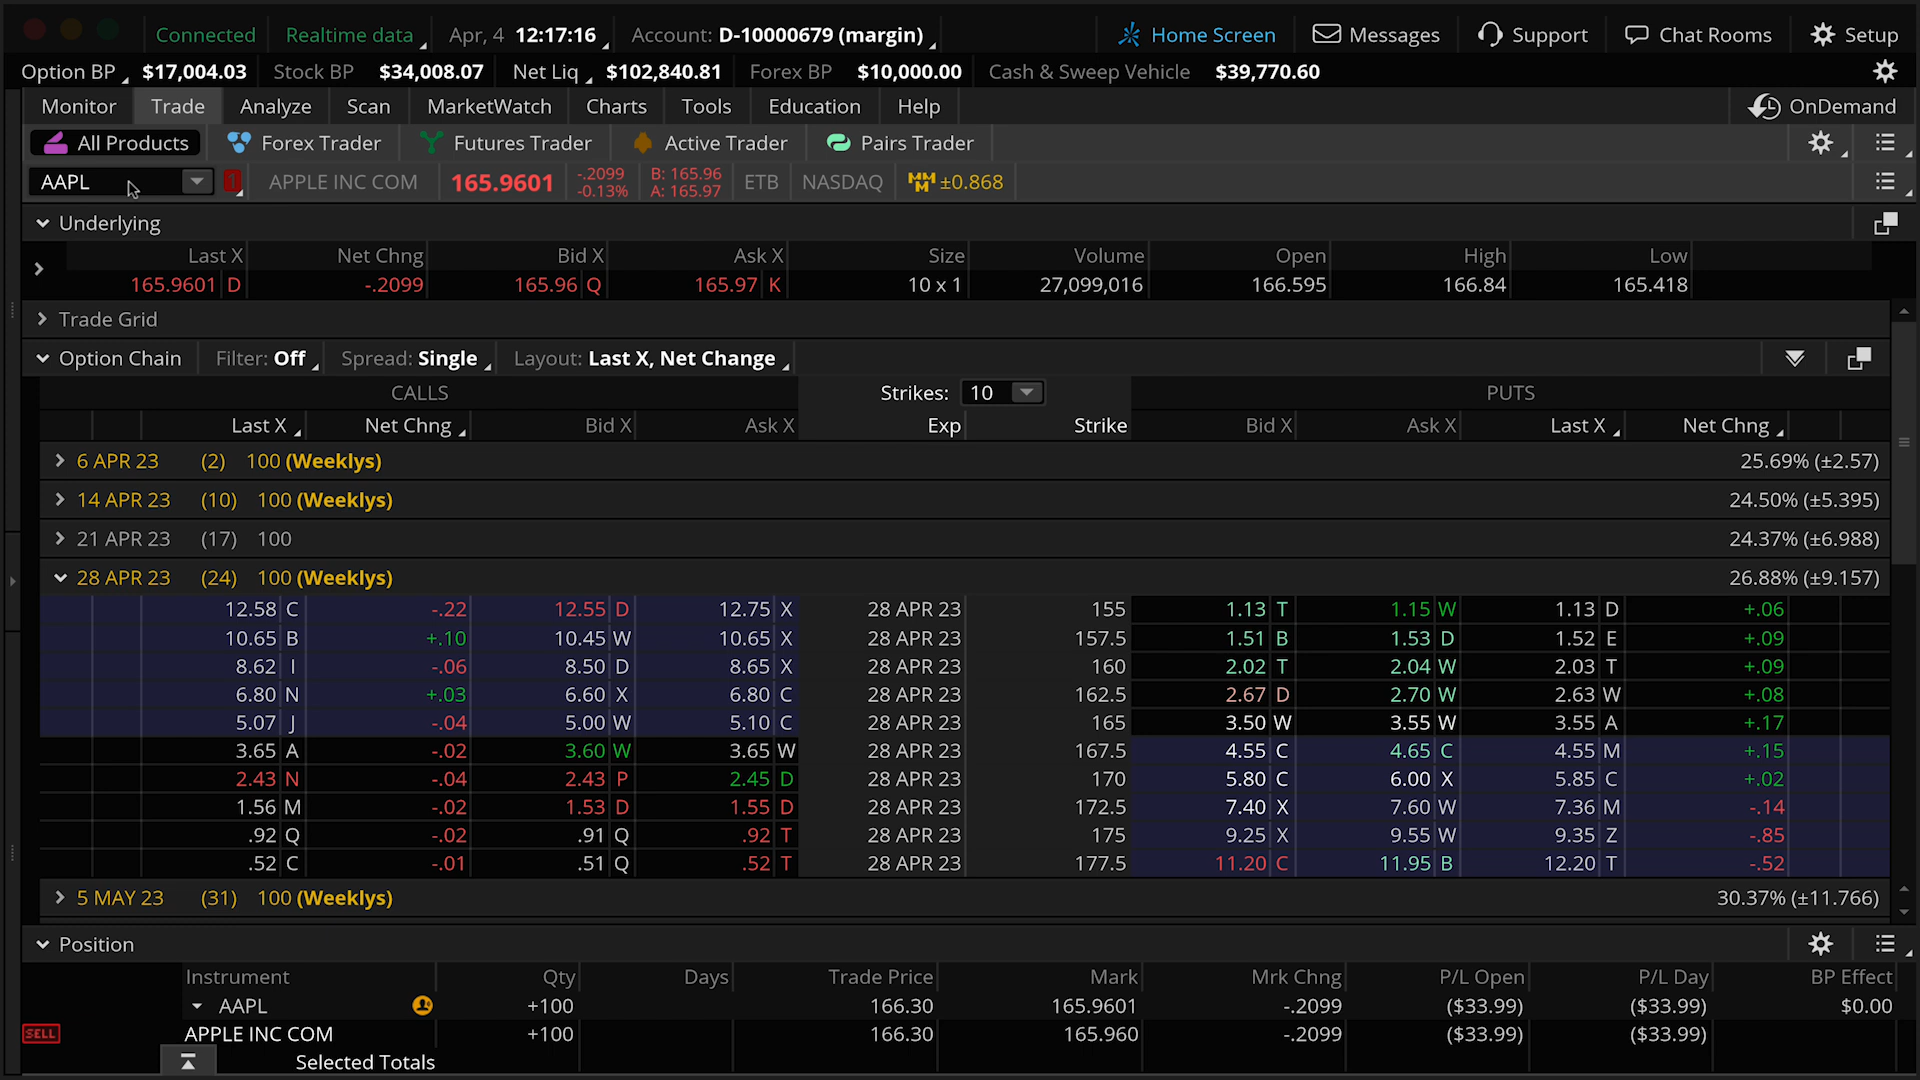 Connected Realtime data Apr, 4 12:17:16 Account: D-10000679 (margin) Home Screen Messages Support Chat Rooms Setup
Option BP $17,004.03 Stock BP $34,008.07 Net Liq $102,840.81 Forex BP $10,000.00 Cash & Sweep Vehicle $39,770.60
Monitor Trade Analyze Scan MarketWatch Charts Tools Education Help OnDemand
All Products Forex Trader Futures Trader Active Trader Pairs Trader
AAPL 1 APPLE INC COM 165.9601 -.2099 -0.13% B: 165.96 A: 165.97 ETB NASDAQ MMM ±0.868
Underlying
Last X Net Chng Bid X Ask X Size Volume Open High Low
165.9601 D -.2099 165.96 Q 165.97 K 10 x 1 27,099,016 166.595 166.84 165.418
Trade Grid
Option Chain Filter: Off Spread: Single Layout: Last X, Net Change
CALLS Strikes: 10 PUTS
Last X Net Chng Bid X Ask X Exp Strike Bid X Ask X Last X Net Chng
6 APR 23 (2) 100 (Weeklys) 25.69% (±2.57)
14 APR 23 (10) 100 (Weeklys) 24.50% (±5.395)
21 APR 23 (17) 100 24.37% (±6.988)
28 APR 23 (24) 100 (Weeklys) 26.88% (±9.157)
12.58 C -.22 12.55 D 12.75 X 28 APR 23 155 1.13 T 1.15 W 1.13 D +.06
10.65 B +.10 10.45 W 10.65 X 28 APR 23 157.5 1.51 B 1.53 D 1.52 E +.09
8.62 I -.06 8.50 D 8.65 X 28 APR 23 160 2.02 T 2.04 W 2.03 T +.09
6.80 N +.03 6.60 X 6.80 C 28 APR 23 162.5 2.67 D 2.70 W 2.63 W +.08
5.07 J -.04 5.00 W 5.10 C 28 APR 23 165 3.50 W 3.55 W 3.55 A +.17
3.65 A -.02 3.60 W 3.65 W 28 APR 23 167.5 4.55 C 4.65 C 4.55 M +.15
2.43 N -.04 2.43 P 2.45 D 28 APR 23 170 5.80 C 6.00 X 5.85 C +.02
1.56 M -.02 1.53 D 1.55 D 28 APR 23 172.5 7.40 X 7.60 W 7.36 M -.14
.92 Q -.02 .91 Q .92 T 28 APR 23 175 9.25 X 9.55 W 9.35 Z -.85
.52 C -.01 .51 Q .52 T 28 APR 23 177.5 11.20 C 11.95 B 12.20 T -.52
5 MAY 23 (31) 100 (Weeklys) 30.37% (±11.766)
Position
Instrument Qty Days Trade Price Mark Mrk Chng P/L Open P/L Day BP Effect
AAPL +100 166.30 165.9601 -.2099 ($33.99) ($33.99) $0.00
SELL APPLE INC COM +100 166.30 165.960 -.2099 ($33.99) ($33.99)
Selected Totals